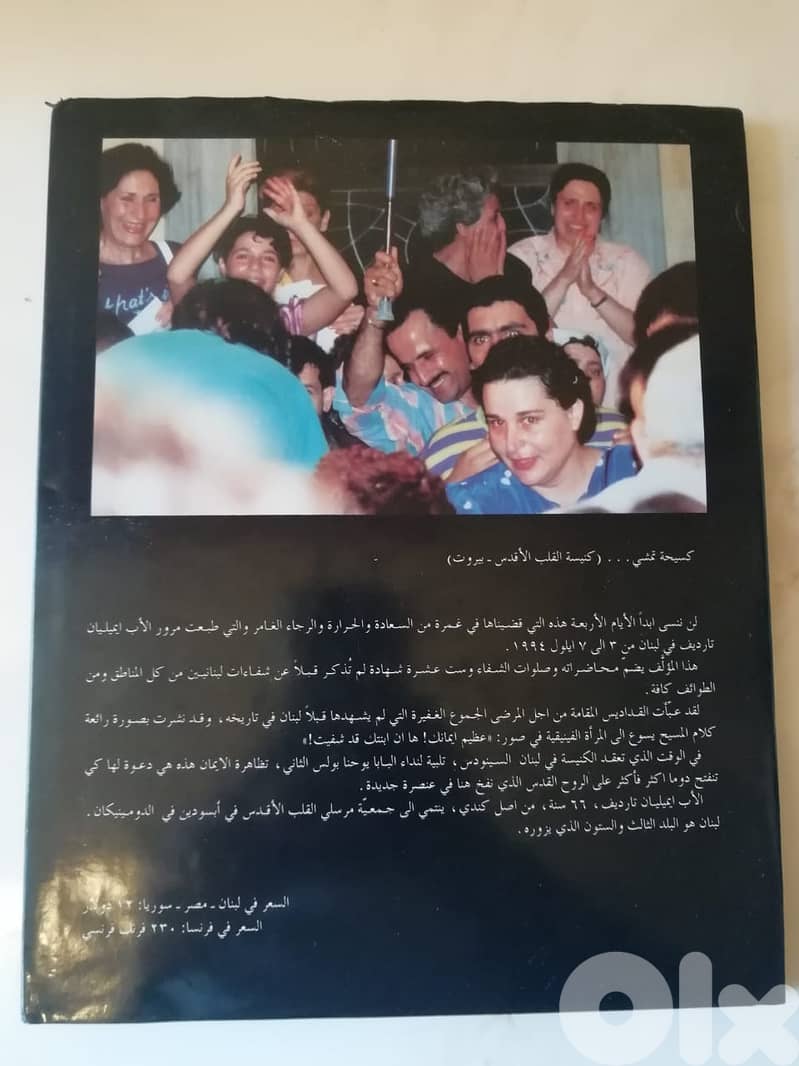 phat's
كسيحة تمشي... (كنيسة القلب الأقدس ـ بيروت)
لن ننسى ابداً الأيام الأربعة هذه التي قضيناها في غمرة من السعادة والحرارة والرجاء الغامر والتي طبعت مرور الأب ايميليان
تارديف في لبنان من ٣ الى ٧ ايلول ١٩٩٤.
هذا المؤلَّف يضمّ محاضراته وصلوات الشفاء وست عشرة شهادة لم تُذكر قبلاً عن شفاءات لبنانيين من كل المناطق ومن
الطوائف كافة.
لقد عبّأت القداديس المقامة من اجل المرضى الجموع الغفيرة التي لم يشهدها قبلاً لبنان في تاريخه، وقد نشرت بصورة رائعة
كلام المسيح يسوع الى المرأة الفينيقية في صور: «عظيم إيمانك! ها ان ابنتك قد شفيت!»
في الوقت الذي تعقد الكنيسة في لبنان السينودس، تلبية لنداء البابا يوحنا بولس الثاني، تظاهرة الايمان هذه هي دعوة لها كي
تنفتح دوما اكثر فأكثر على الروح القدس الذي نفخ هنا في عنصرة جديدة.
الأب ايميليان تارديف، ٦٦ سنة، من اصل كندي، ينتمي الى جمعيّة مرسلي القلب الأقدس في أبسودين في الدومينيكان.
لبنان هو البلد الثالث والستون الذي يزوره.
السعر في لبنان ـ مصر ـ سوريا: ١٢ دولار
السعر في فرنسا: ٢٣٠ فرنك فرنسي
olx